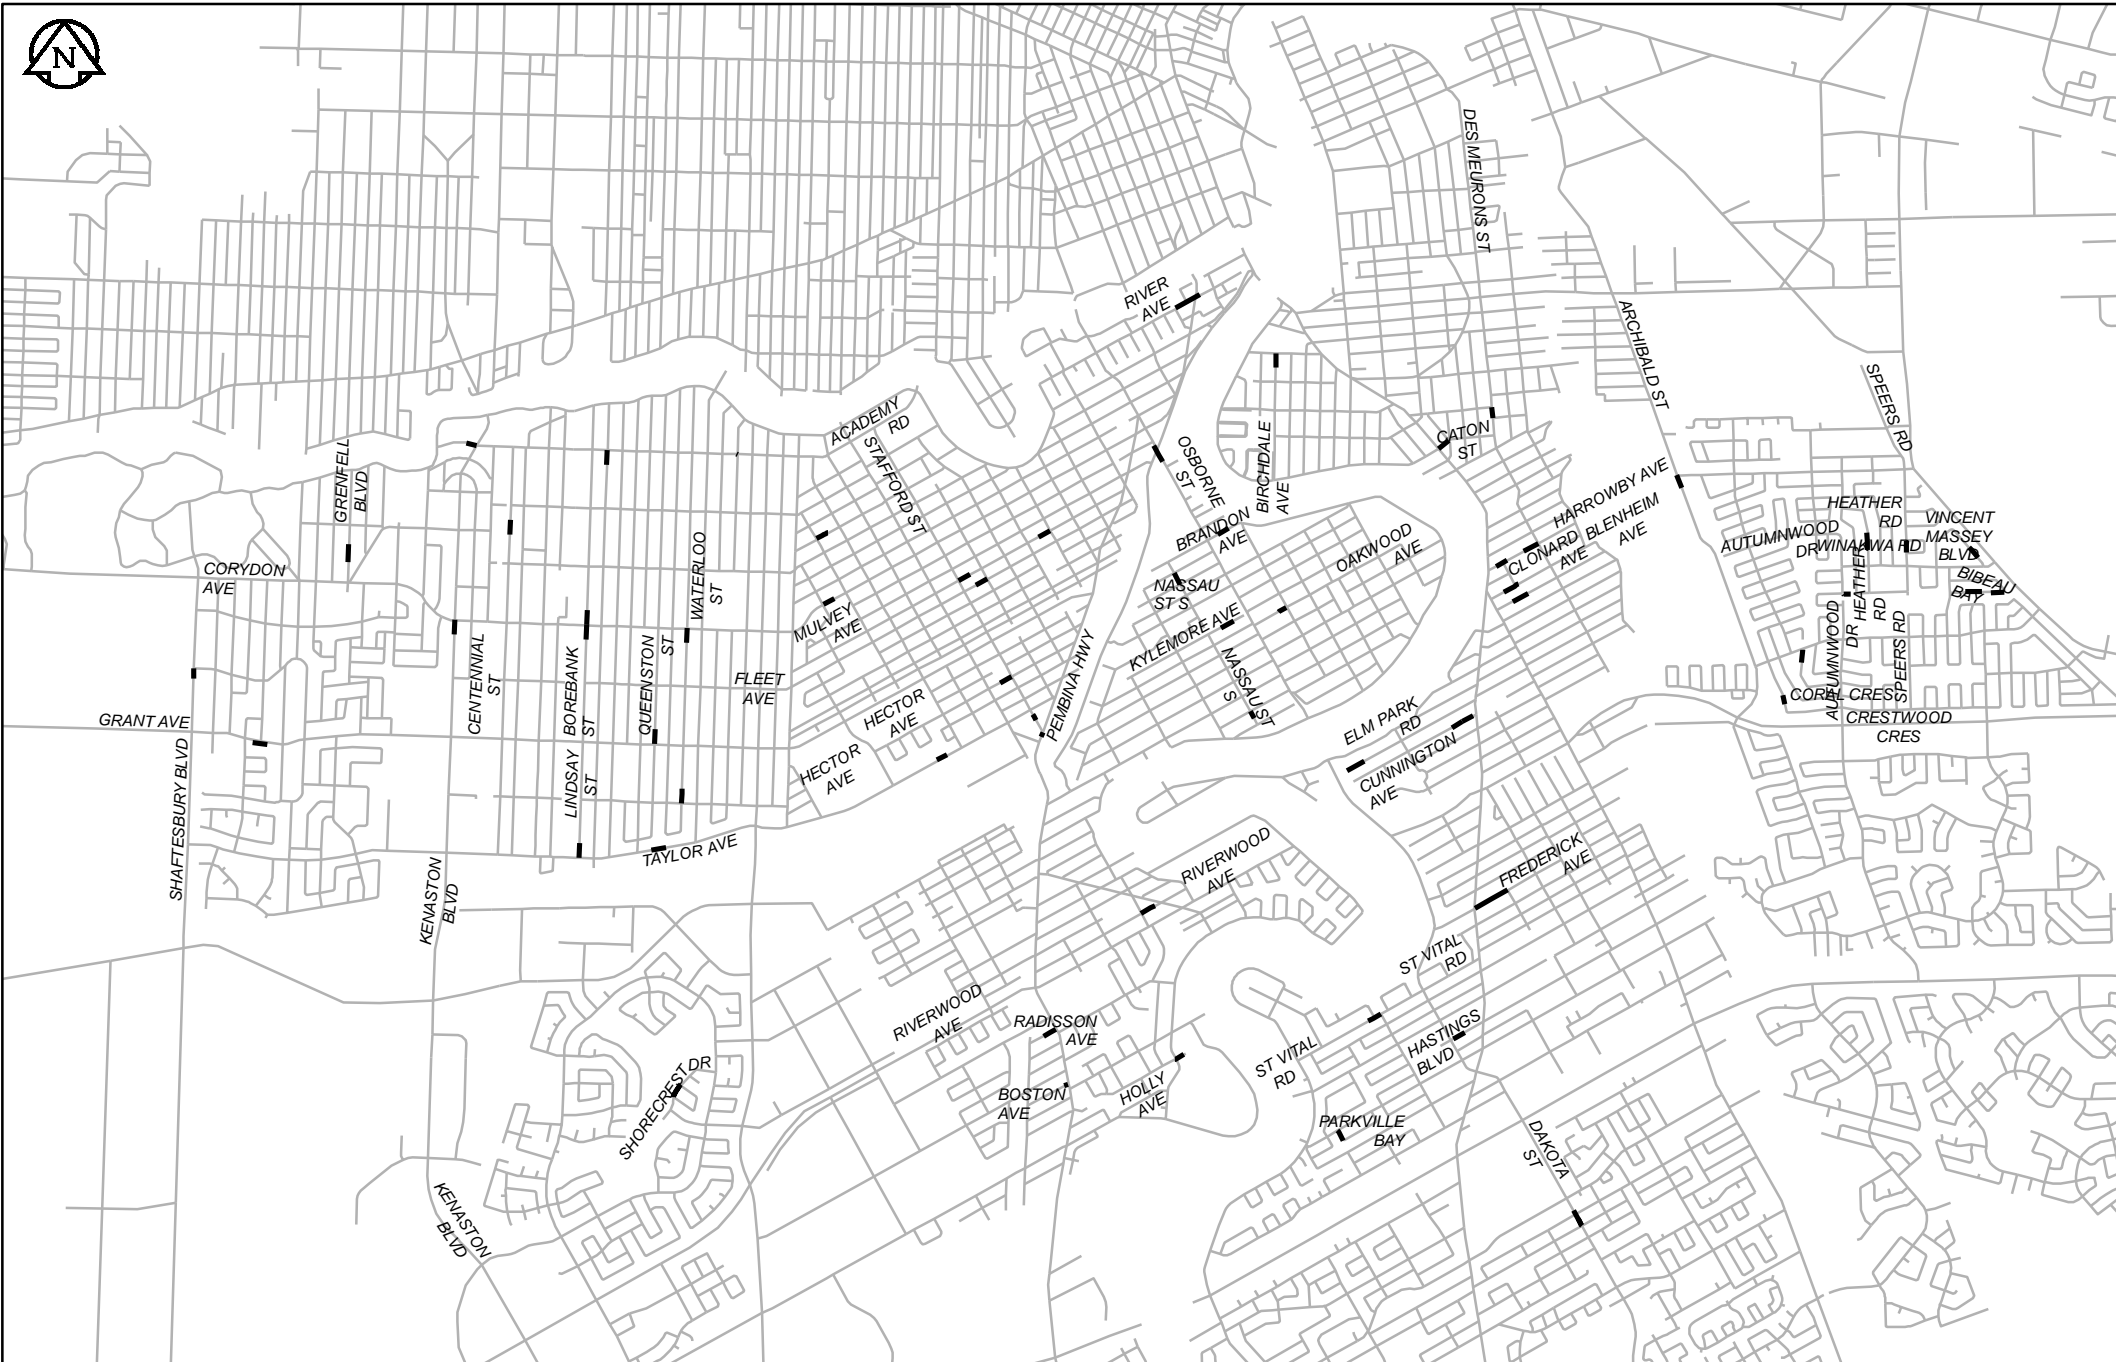 N
DES MEURONS ST
RIVER
AVE
ARCHIBALD ST
SPEERS RD
ACADEMY
RD
STAFFORD ST
OSBORNE
ST
BIRCHDALE
AVE
CATON
ST
GRENFELL
BLVD
HARROWBY AVE
BLENHEIM
AVE
CLONARD
AVE
HEATHER
RD
VINCENT
MASSEY
BLVD
AUTUMNWOOD
DR
WINAKWA RD
BIBEAU
BAY
HEATHER
RD
AUTUMNWOOD
DR
SPEERS RD
BRANDON
AVE
OAKWOOD
AVE
NASSAU
ST S
KYLEMORE AVE
NASSAU ST
S
CORYDON
AVE
WATERLOO
ST
MULVEY
AVE
CENTENNIAL
ST
BOREBANK
ST
QUEENSTON
ST
FLEET
AVE
PEMBINA HWY
HECTOR
AVE
HECTOR
AVE
GRANT AVE
CORAL CRES
CRESTWOOD
CRES
ELM PARK
RD
CUNNINGTON
AVE
SHAFTESBURY BLVD
LINDSAY
ST
TAYLOR AVE
KENASTON
BLVD
RIVERWOOD
AVE
FREDERICK
AVE
ST VITAL
RD
RIVERWOOD
AVE
RADISSON
AVE
HASTINGS
BLVD
ST VITAL
RD
SHORECREST DR
BOSTON
AVE
HOLLY
AVE
PARKVILLE
BAY
DAKOTA
ST
KENASTON
BLVD